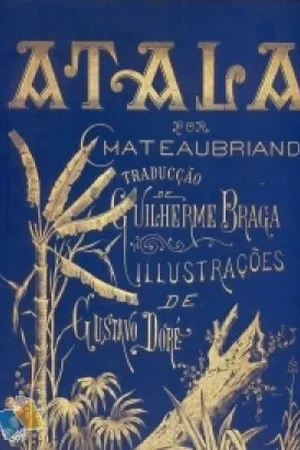 ATALA
POR
CHATEAUBRIAND
TRADUCÇÃO
DE
GUILHERME BRAGA
ILLUSTRAÇÕES
DE
GUSTAVO DORÉ